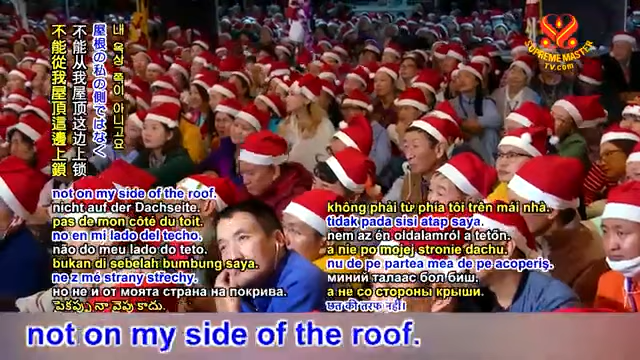 내 옥상 쪽이 아니고요
屋根の私の側ではなく
不能从我屋顶这边上锁
不能從我屋頂這邊上鎖
SUPREME MASTER
TV.com
not on my side of the roof.
nicht auf der Dachseite.
pas de mon côté du toit.
no en mi lado del techo,
não do meu lado do teto.
bukan di sebelah bumbung saya.
ne z mé strany střechy.
но не и от моята страна на покрива.
పైకప్పు నా వైపు కాదు.
không phải từ phía tôi trên mái nhà.
tidak pada sisi atap saya.
nem az én oldalamról a tetőn.
a nie po mojej stronie dachu.
nu de pe partea mea de pe acoperiş.
миний талаас бол биш.
а не со стороны крыши.
छत की तरफ नहीं।
not on my side of the roof.